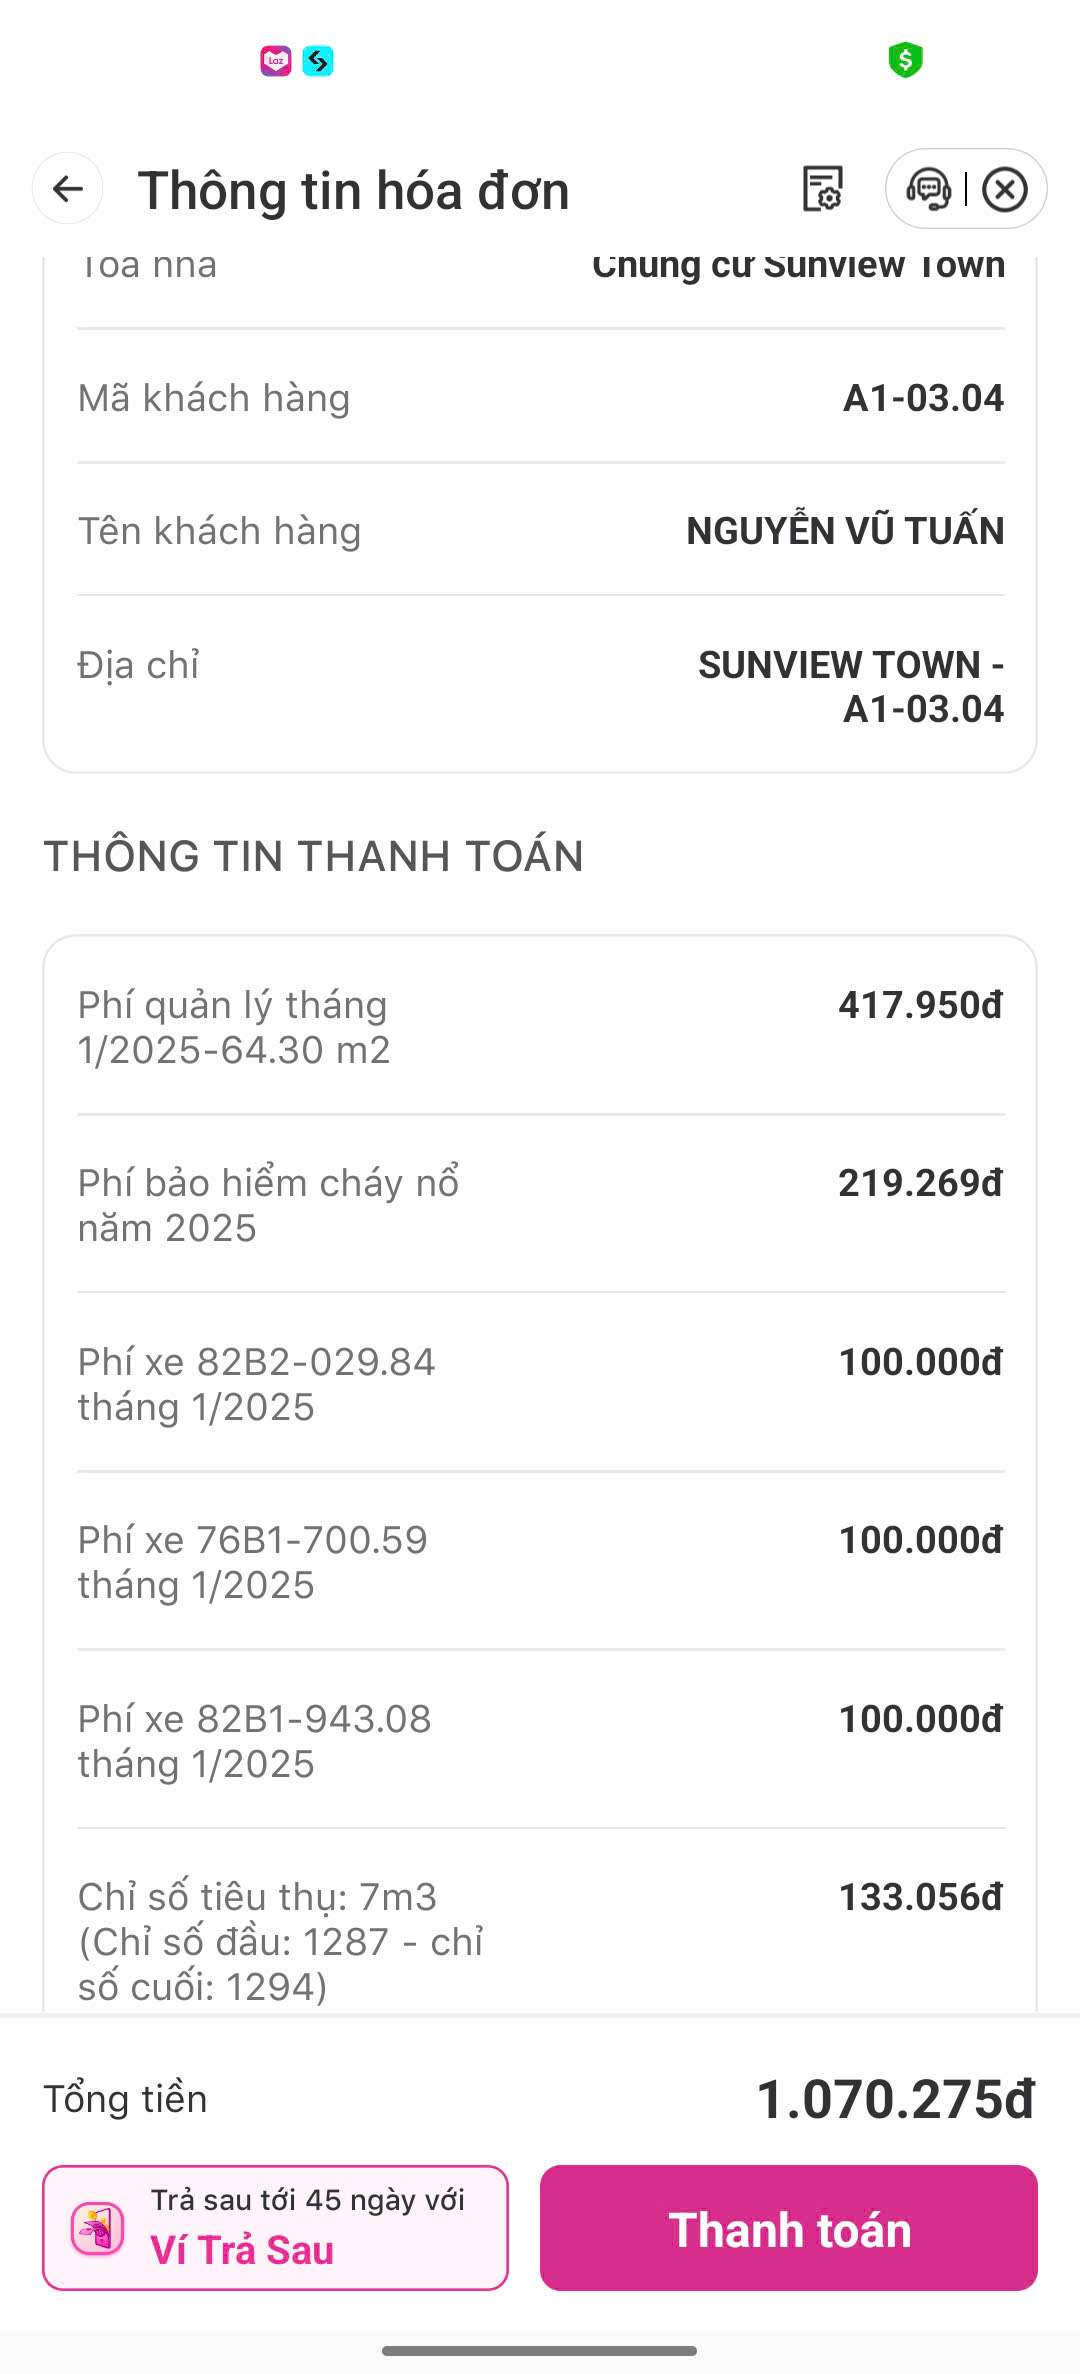 Laz
Thông tin hóa đơn
Tòa nhà Chung cư Sunview Town
Mã khách hàng A1-03.04
Tên khách hàng NGUYỄN VŨ TUẤN
Địa chỉ SUNVIEW TOWN -
A1-03.04
THÔNG TIN THANH TOÁN
Phí quản lý tháng 417.950đ
1/2025-64.30 m2
Phí bảo hiểm cháy nổ 219.269đ
năm 2025
Phí xe 82B2-029.84 100.000đ
tháng 1/2025
Phí xe 76B1-700.59 100.000đ
tháng 1/2025
Phí xe 82B1-943.08 100.000đ
tháng 1/2025
Chỉ số tiêu thụ: 7m3 133.056đ
(Chỉ số đầu: 1287 - chỉ
số cuối: 1294)
Tổng tiền 1.070.275đ
Trả sau tới 45 ngày với
Ví Trả Sau
Thanh toán